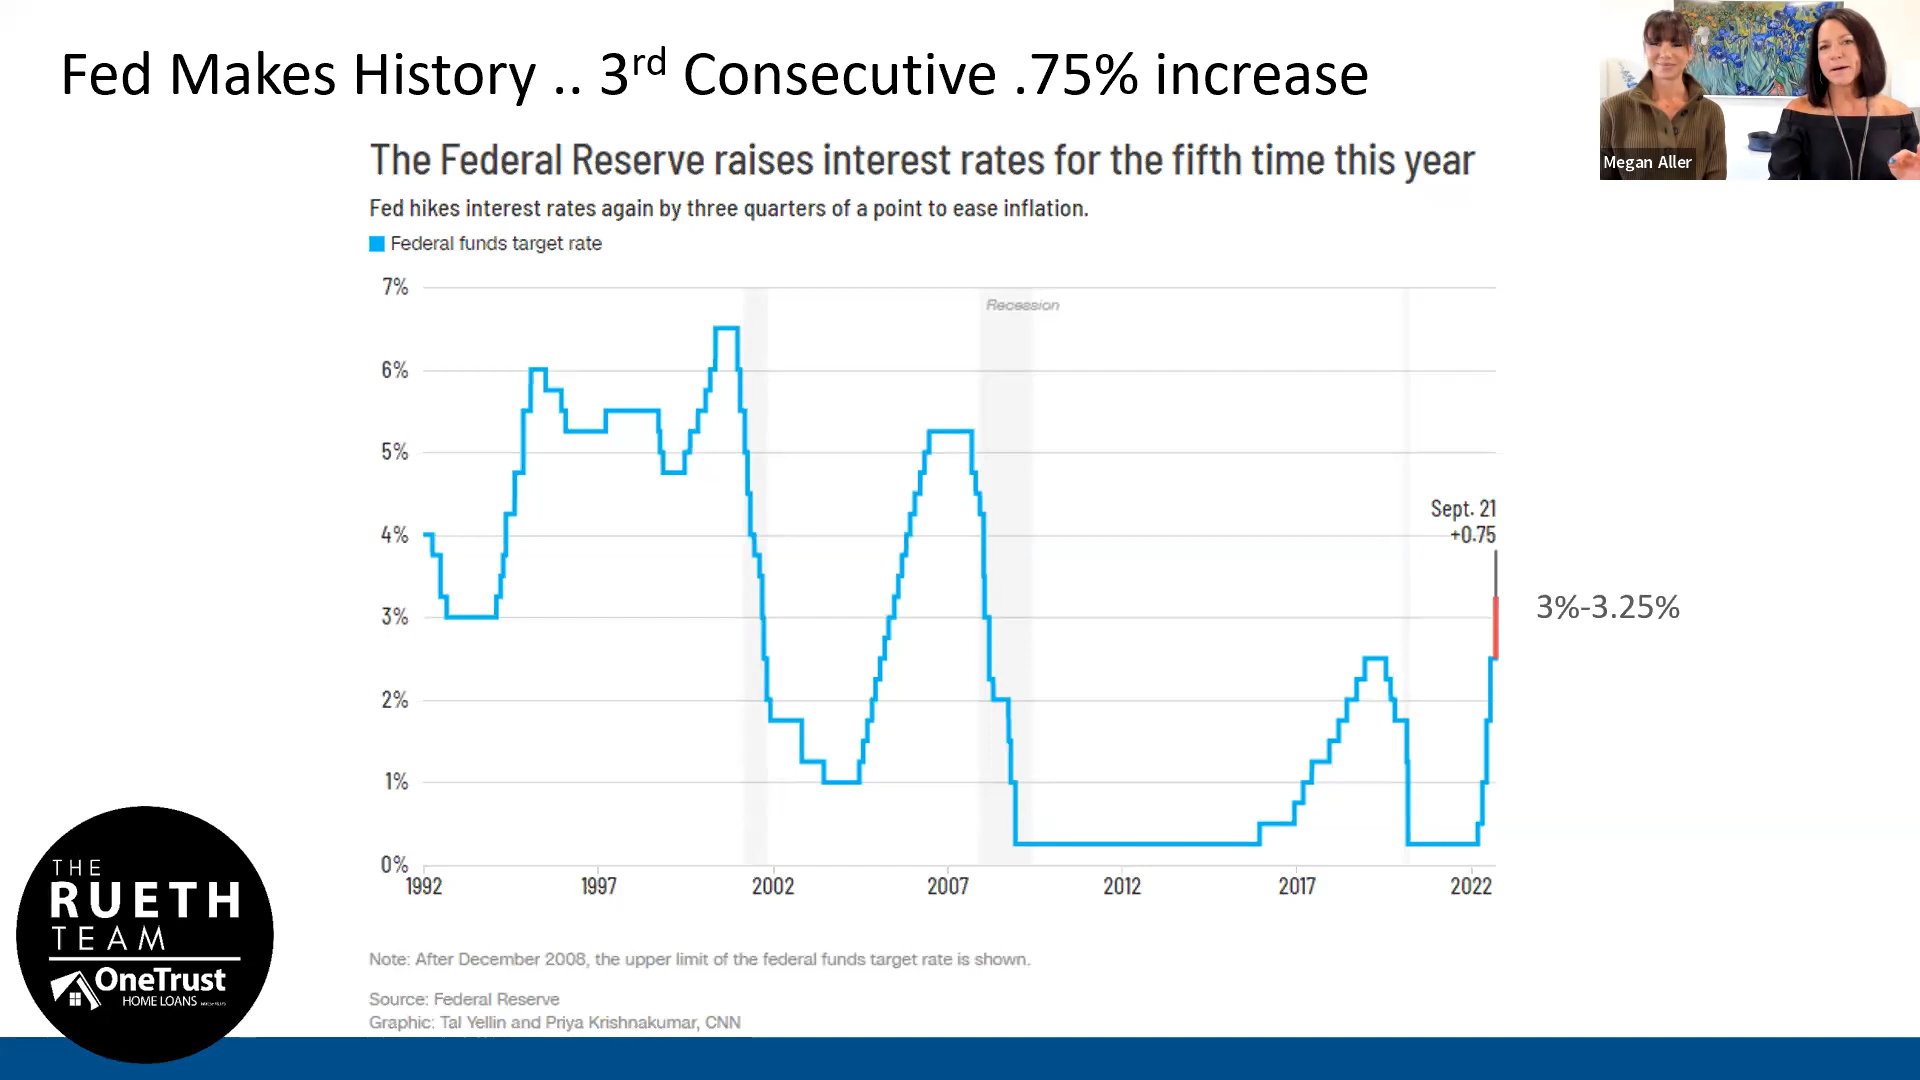 Fed Makes History .. 3rd Consecutive .75% increase
Megan Aller
The Federal Reserve raises interest rates for the fifth time this year
Fed hikes interest rates again by three quarters of a point to ease inflation.
Federal funds target rate
7%
Recession
6%
5%
Sept. 21
+0.75
4%
3%-3.25%
3%
2%
1%
0%
1992 1997 2002 2007 2012 2017 2022
THE
RUETH
TEAM
OneTrust
HOME LOANS
Note: After December 2008, the upper limit of the federal funds target rate is shown.
Source: Federal Reserve
Graphic: Tal Yellin and Priya Krishnakumar, CNN